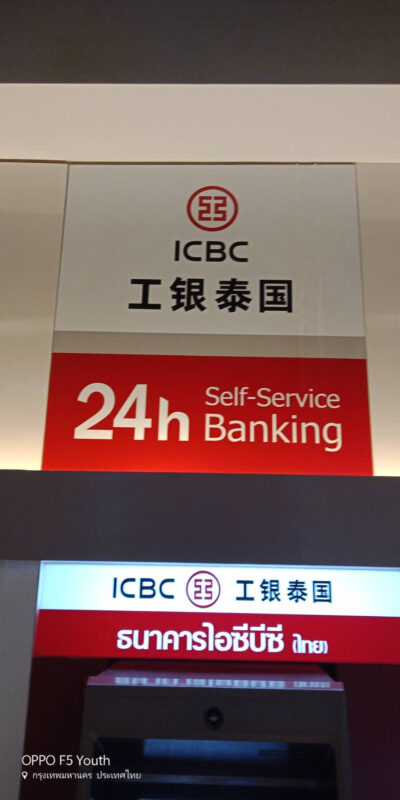 ICBC
工银泰国
24h Self-Service Banking
ICBC 工银泰国
ธนาคารไอซีบีซี (ไทย)
OPPO F5 Youth
กรุงเทพมหานคร ประเทศไทย